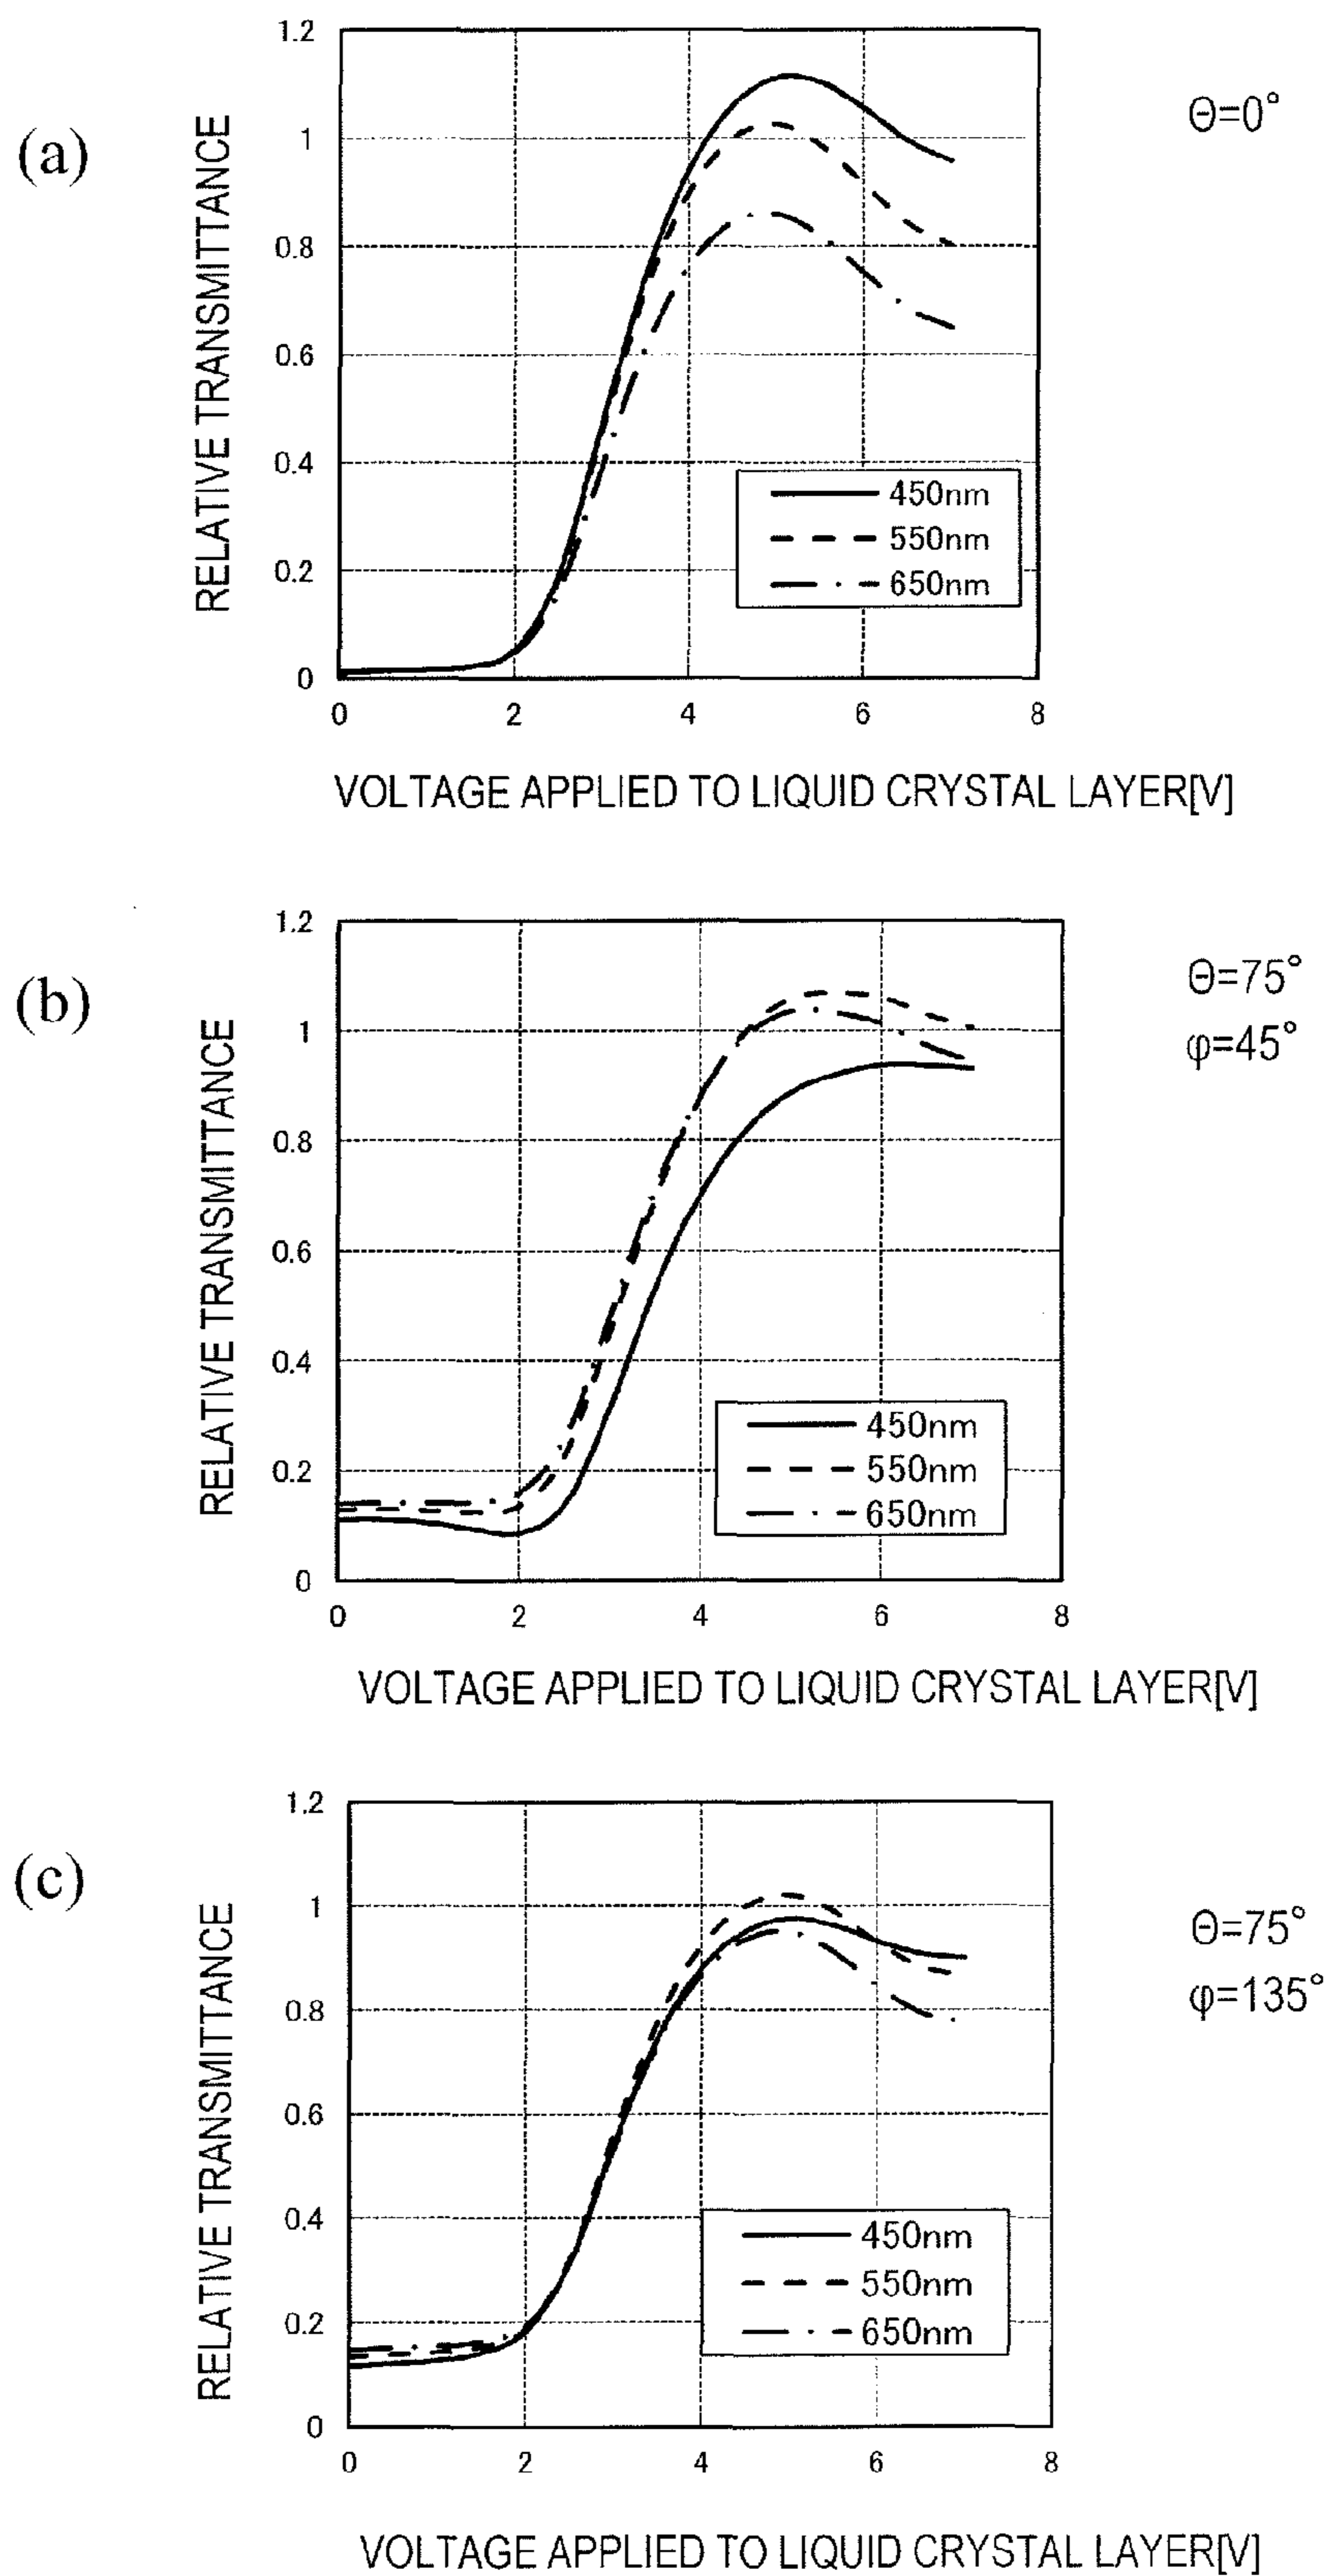 (a)
RELATIVE TRANSMITTANCE
1.2
1
0.8
0.6
0.4
0.2
0
0 2 4 6 8
450nm
550nm
650nm
Θ=0°
VOLTAGE APPLIED TO LIQUID CRYSTAL LAYER[V]
(b)
RELATIVE TRANSMITTANCE
1.2
1
0.8
0.6
0.4
0.2
0
0 2 4 6 8
450nm
550nm
650nm
Θ=75°
φ=45°
VOLTAGE APPLIED TO LIQUID CRYSTAL LAYER[V]
(c)
RELATIVE TRANSMITTANCE
1.2
1
0.8
0.6
0.4
0.2
0
0 2 4 6 8
450nm
550nm
650nm
Θ=75°
φ=135°
VOLTAGE APPLIED TO LIQUID CRYSTAL LAYER[V]